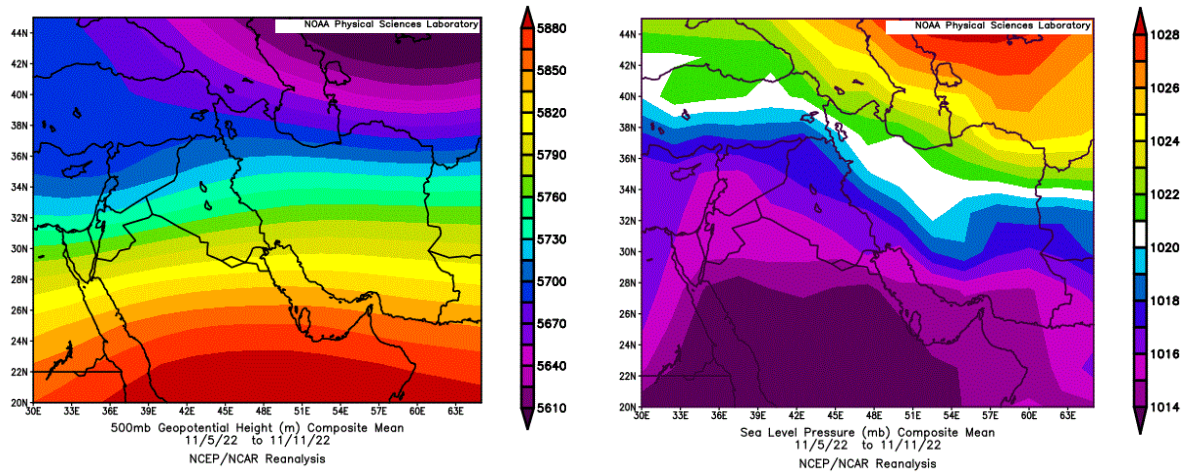 NOAA Physical Sciences Laboratory
44N
42N
40N
38N
36N
34N
32N
30N
28N
26N
24N
22N
20N
30E 33E 36E 39E 42E 45E 48E 51E 54E 57E 60E 63E
5880
5850
5820
5790
5760
5730
5700
5670
5640
5610
500mb Geopotential Height (m) Composite Mean
11/5/22 to 11/11/22
NCEP/NCAR Reanalysis
NOAA Physical Sciences Laboratory
44N
42N
40N
38N
36N
34N
32N
30N
28N
26N
24N
22N
20N
30E 33E 36E 39E 42E 45E 48E 51E 54E 57E 60E 63E
1028
1026
1024
1022
1020
1018
1016
1014
Sea Level Pressure (mb) Composite Mean
11/5/22 to 11/11/22
NCEP/NCAR Reanalysis